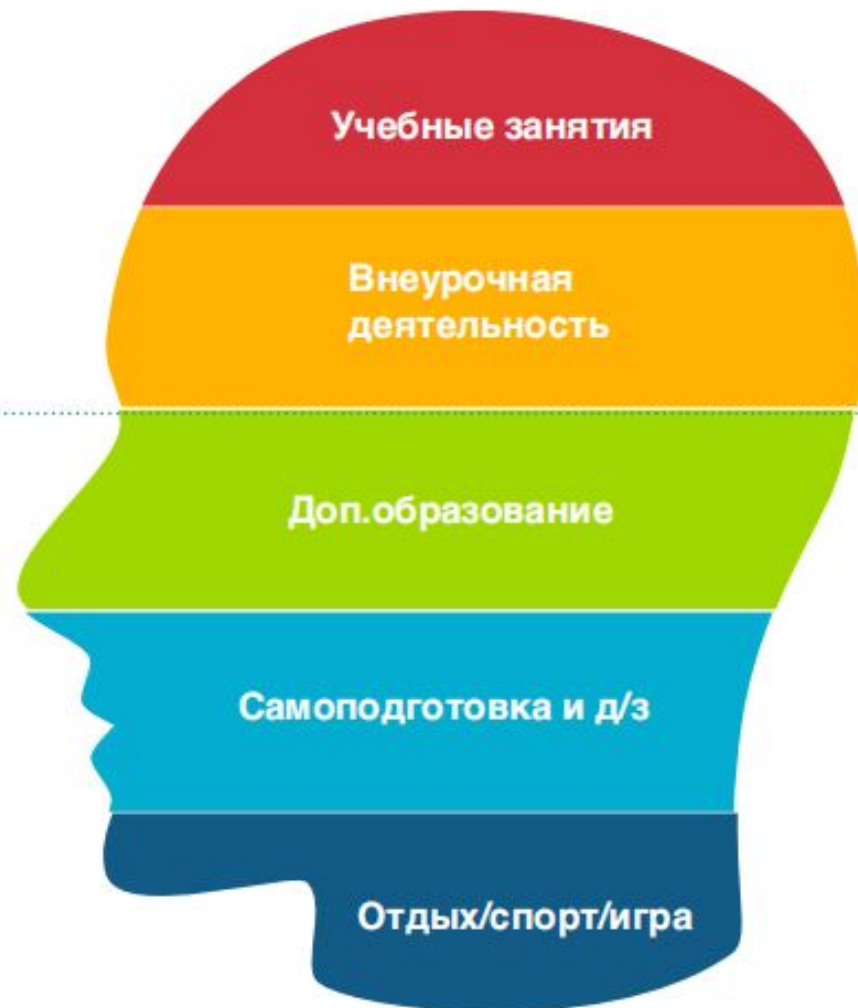 Учебные занятия
Внеурочная
деятельность
Доп.образование
Самоподготовка и д/з
Отдых/спорт/игра